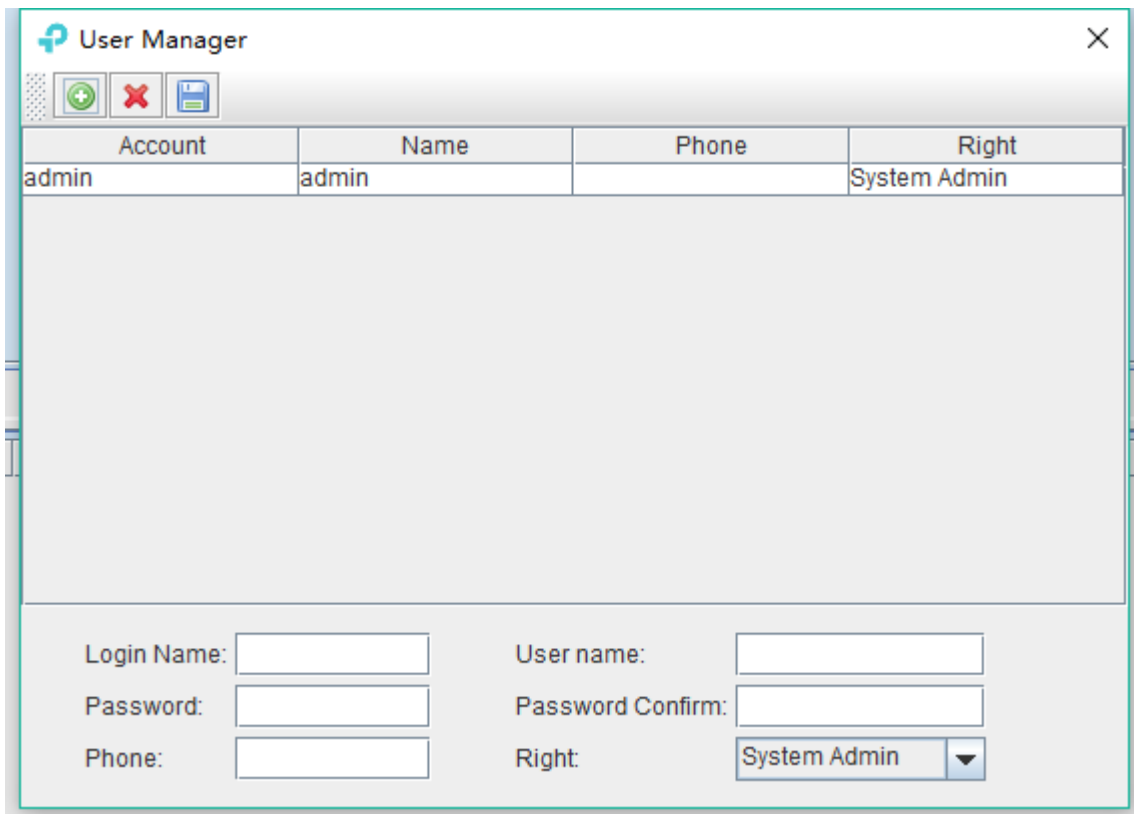 User Manager
Account Name Phone Right
admin admin System Admin
Login Name: User name:
Password: Password Confirm:
Phone: Right: System Admin